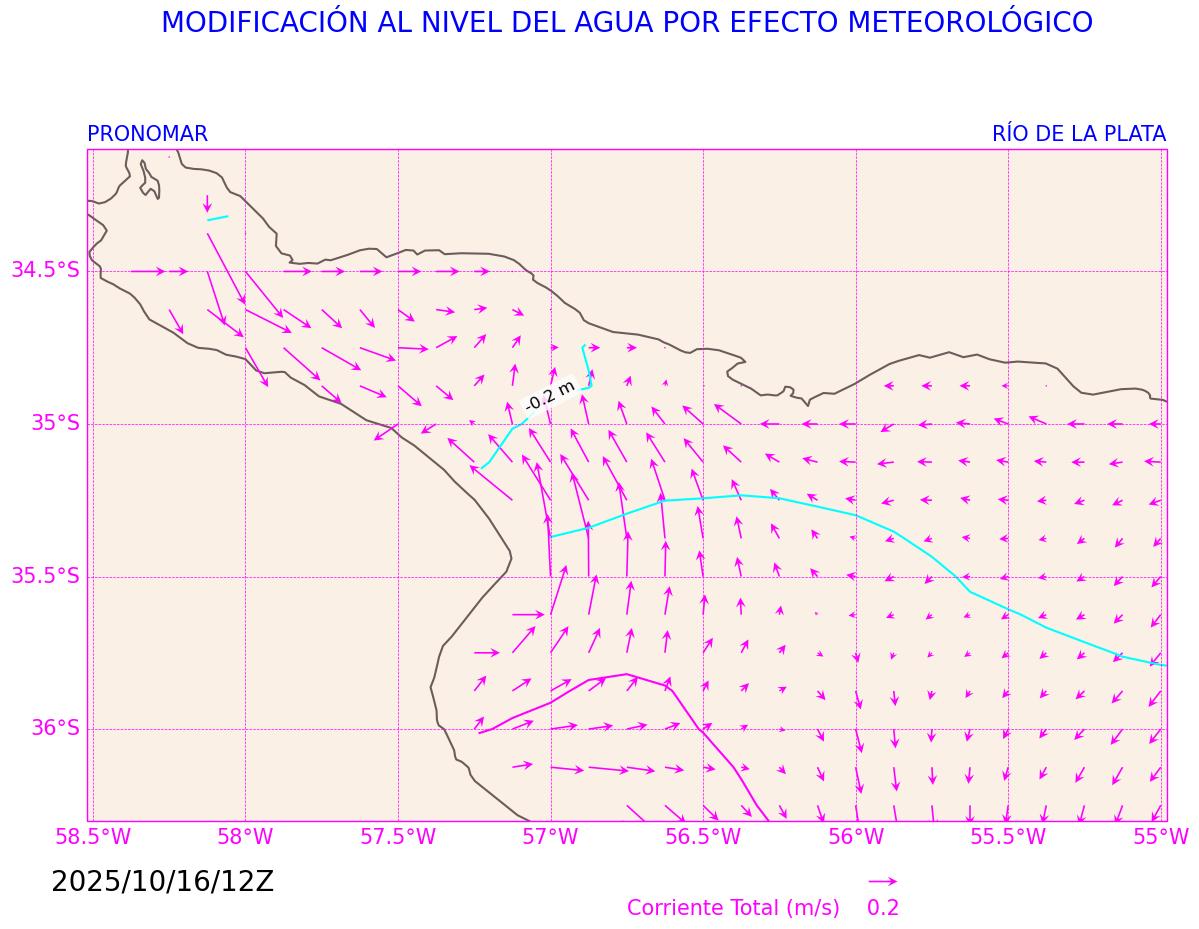 MODIFICACIÓN AL NIVEL DEL AGUA POR EFECTO METEOROLÓGICO
PRONOMAR
RÍO DE LA PLATA
34.5°S
35°S
35.5°S
36°S
-0.2 m
58.5°W 58°W 57.5°W 57°W 56.5°W 56°W 55.5°W 55°W
2025/10/16/12Z
Corriente Total (m/s) 0.2